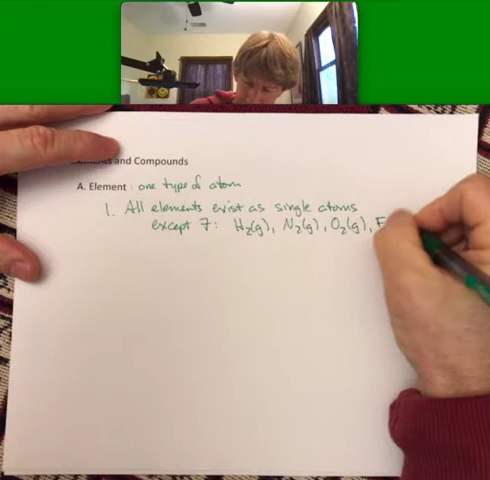 and Compounds
A. Element : one type of atom
1. All elements exist as single atoms
except 7: H₂(g), N₂(g), O₂(g), F